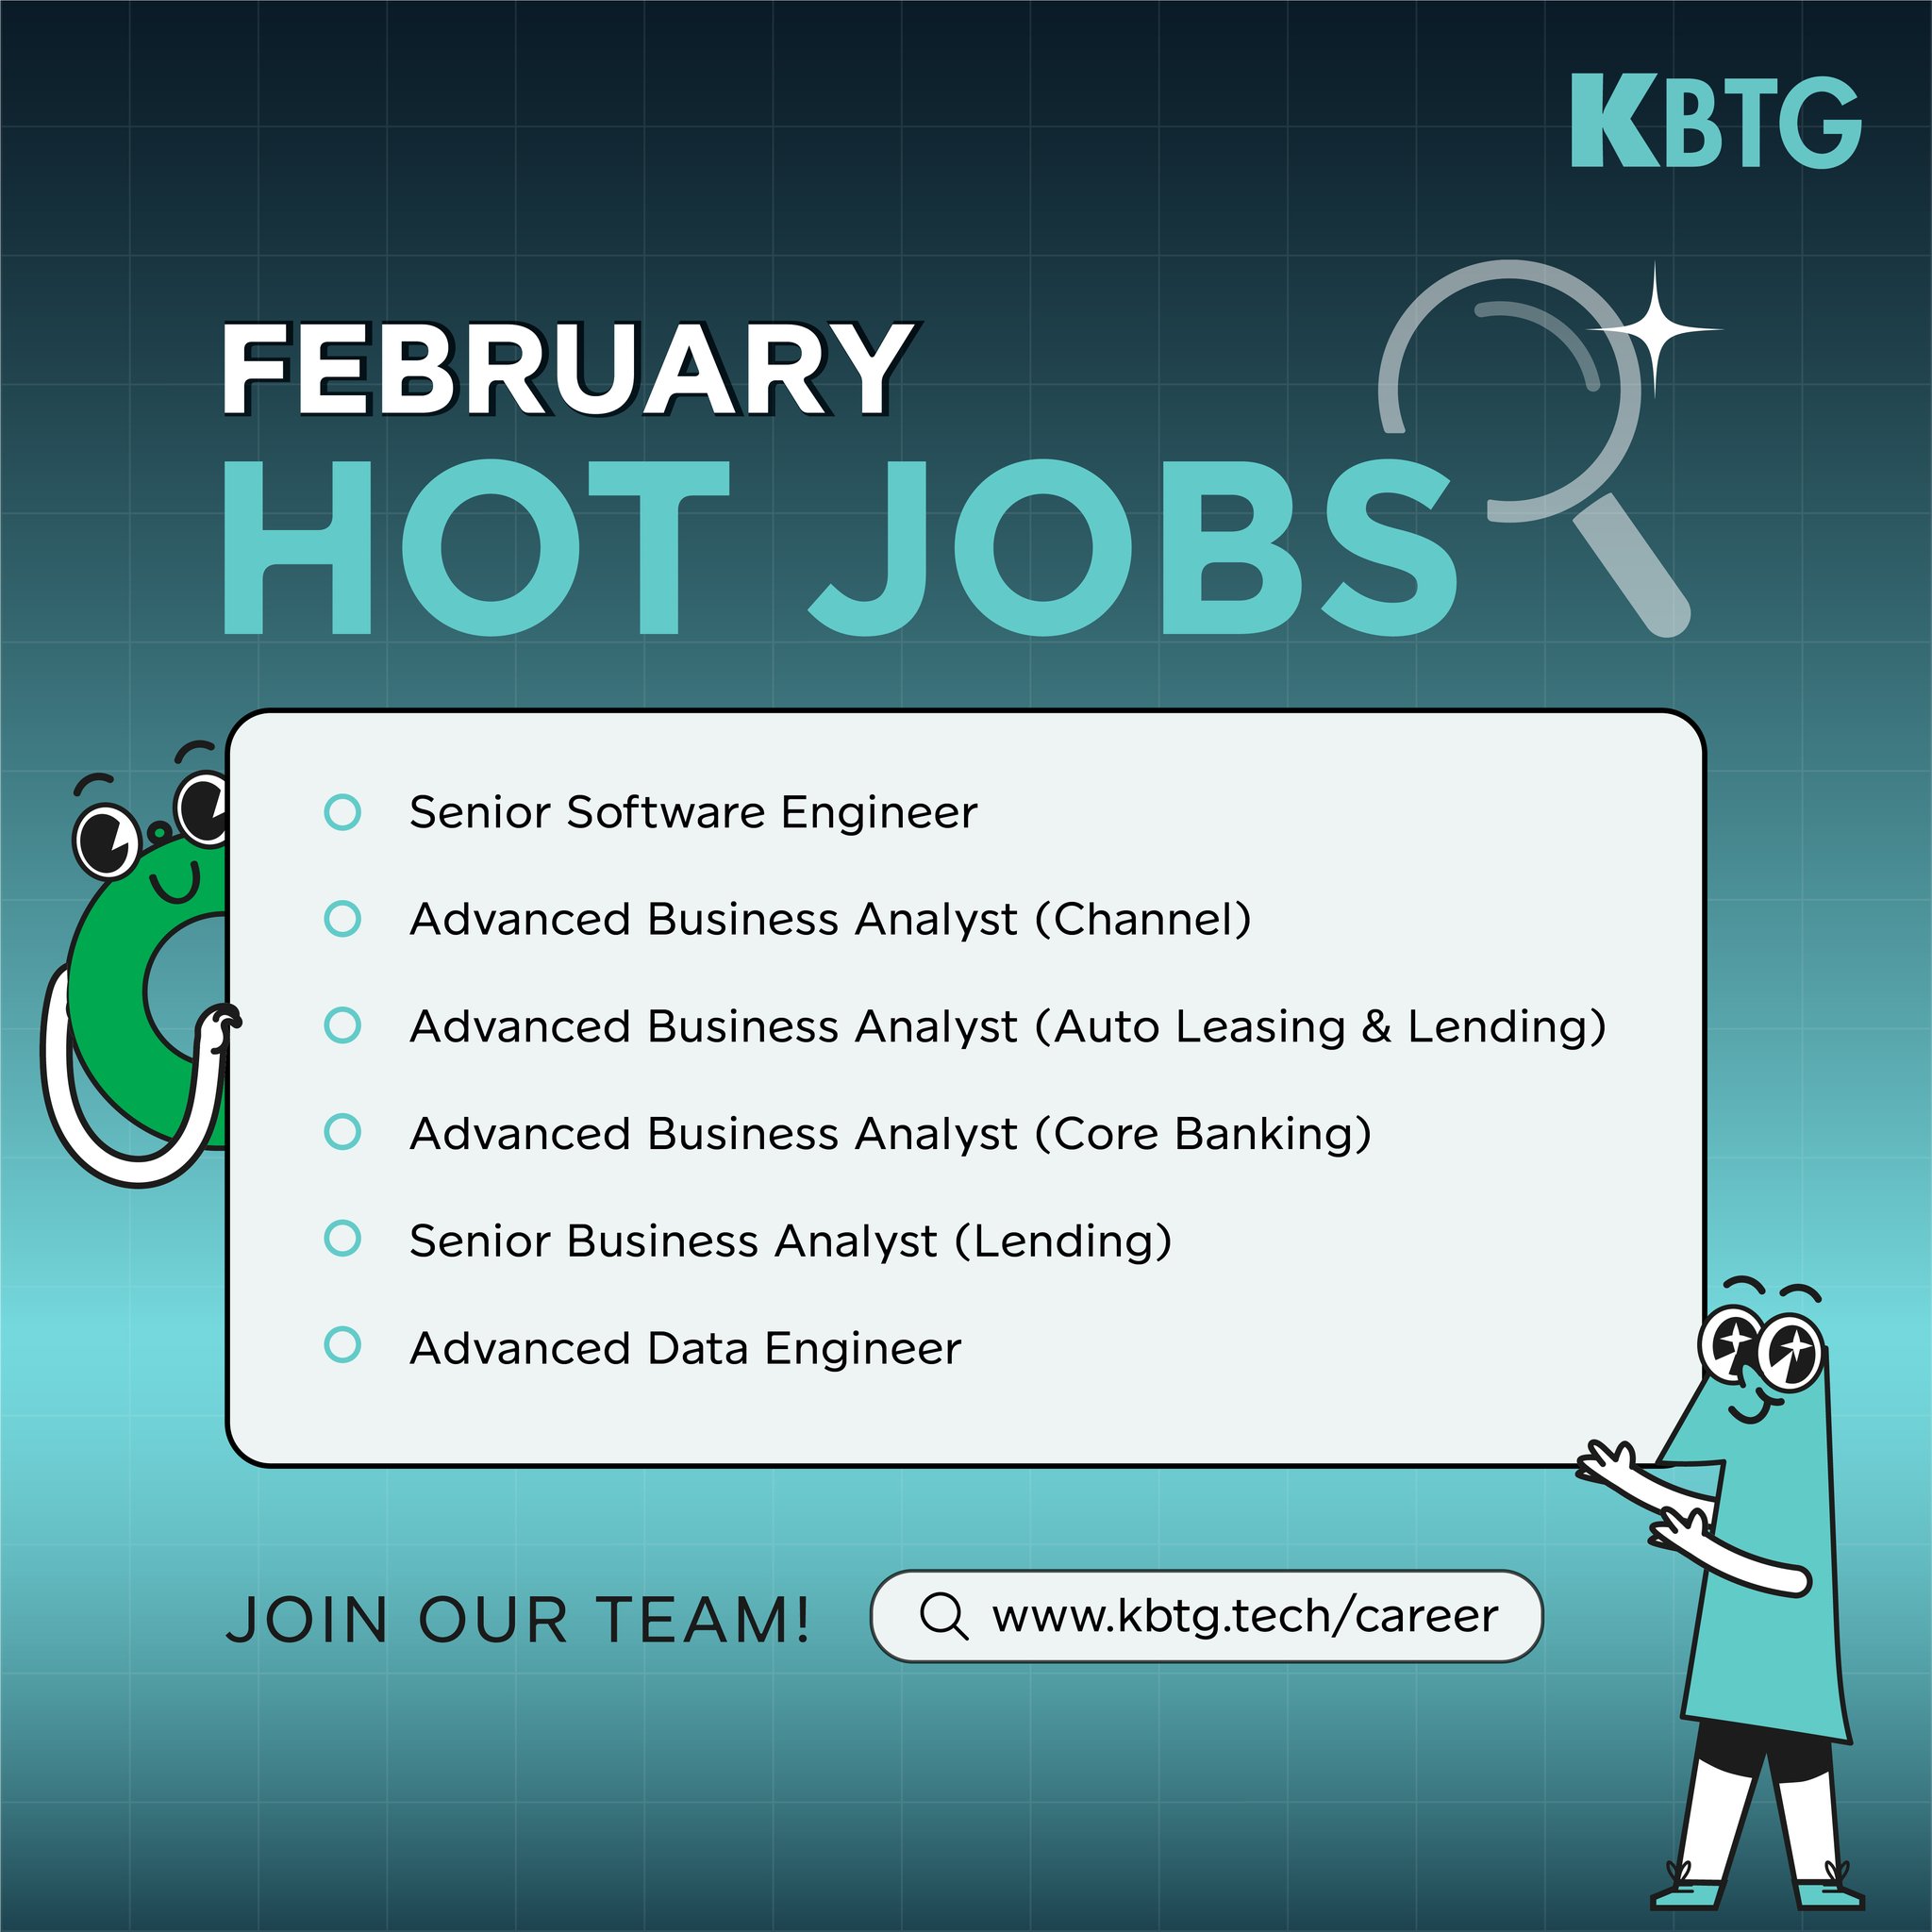 KBTG
FEBRUARY
HOT JOBS
Senior Software Engineer
Advanced Business Analyst (Channel)
Advanced Business Analyst (Auto Leasing & Lending)
Advanced Business Analyst (Core Banking)
Senior Business Analyst (Lending)
Advanced Data Engineer
JOIN OUR TEAM!
www.kbtg.tech/career